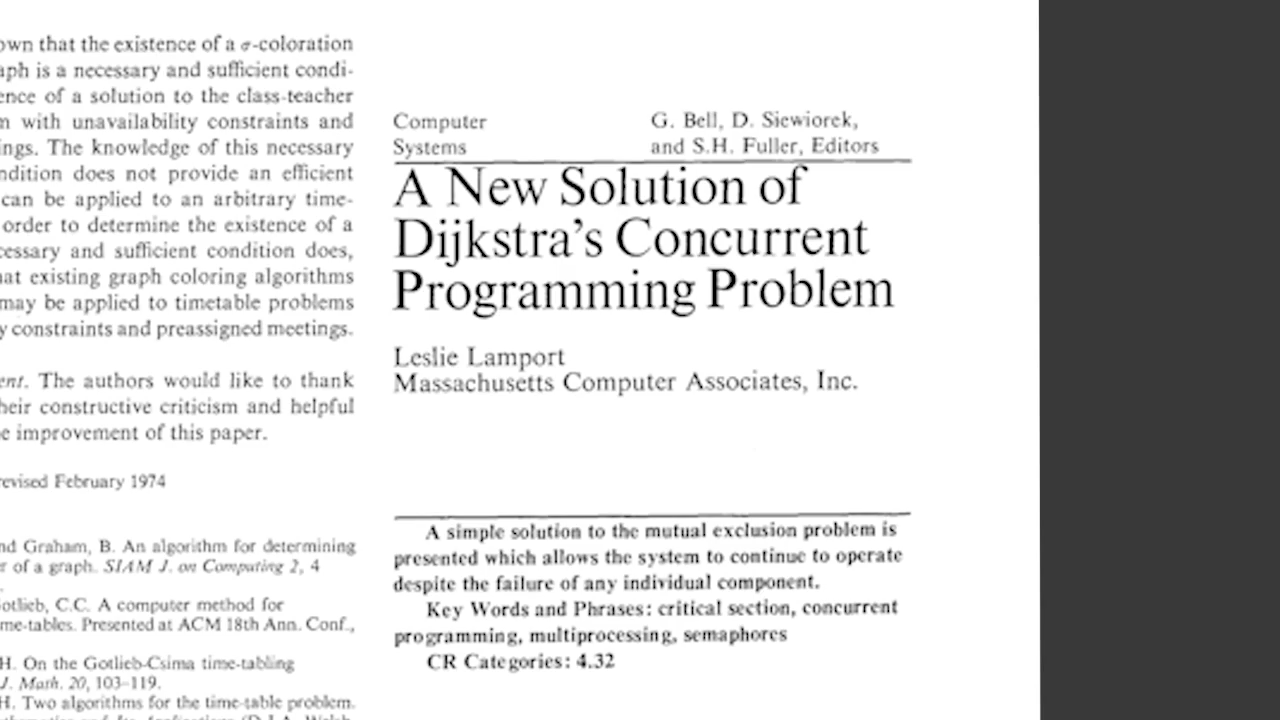 own that the existence of a σ-coloration
aph is a necessary and sufficient condi-
ence of a solution to the class-teacher
m with unavailability constraints and
ings. The knowledge of this necessary
ndition does not provide an efficient
can be applied to an arbitrary time-
order to determine the existence of a
cessary and sufficient condition does,
hat existing graph coloring algorithms
may be applied to timetable problems
y constraints and preassigned meetings.
ent. The authors would like to thank
heir constructive criticism and helpful
e improvement of this paper.
revised February 1974
nd Graham, B. An algorithm for determining
r of a graph. SIAM J. on Computing 2, 4
otlieb, C.C. A computer method for
me-tables. Presented at ACM 18th Ann. Conf.,
H. On the Gotlieb-Csima time-tabling
J. Math. 20, 103-119.
H. Two algorithms for the time-table problem.
Computer
Systems
G. Bell, D. Siewiorek,
and S.H. Fuller, Editors
A New Solution of
Dijkstra's Concurrent
Programming Problem
Leslie Lamport
Massachusetts Computer Associates, Inc.
A simple solution to the mutual exclusion problem is
presented which allows the system to continue to operate
despite the failure of any individual component.
Key Words and Phrases: critical section, concurrent
programming, multiprocessing, semaphores
CR Categories: 4.32